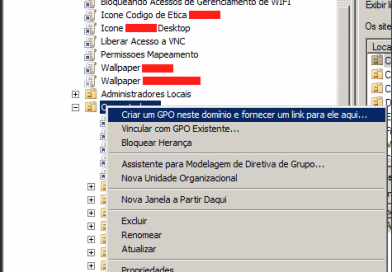 Bloqueando Acessos de Gerenciamento de WIFI
Icone Codigo de Etica
Icone Desktop
Liberar Acesso a VNC
Permissoes Mapeamento
Wallpaper
Wallpaper
Administradores Locais
Criar um GPO neste domínio e fornecer um link para ele aqui...
Vincular com GPO Existente...
Bloquear Herança
Assistente para Modelagem de Diretiva de Grupo...
Nova Unidade Organizacional
Nova Janela a Partir Daqui
Excluir
Renomear
Atualizar
Propriedades
Exibir l
Os site
Loca